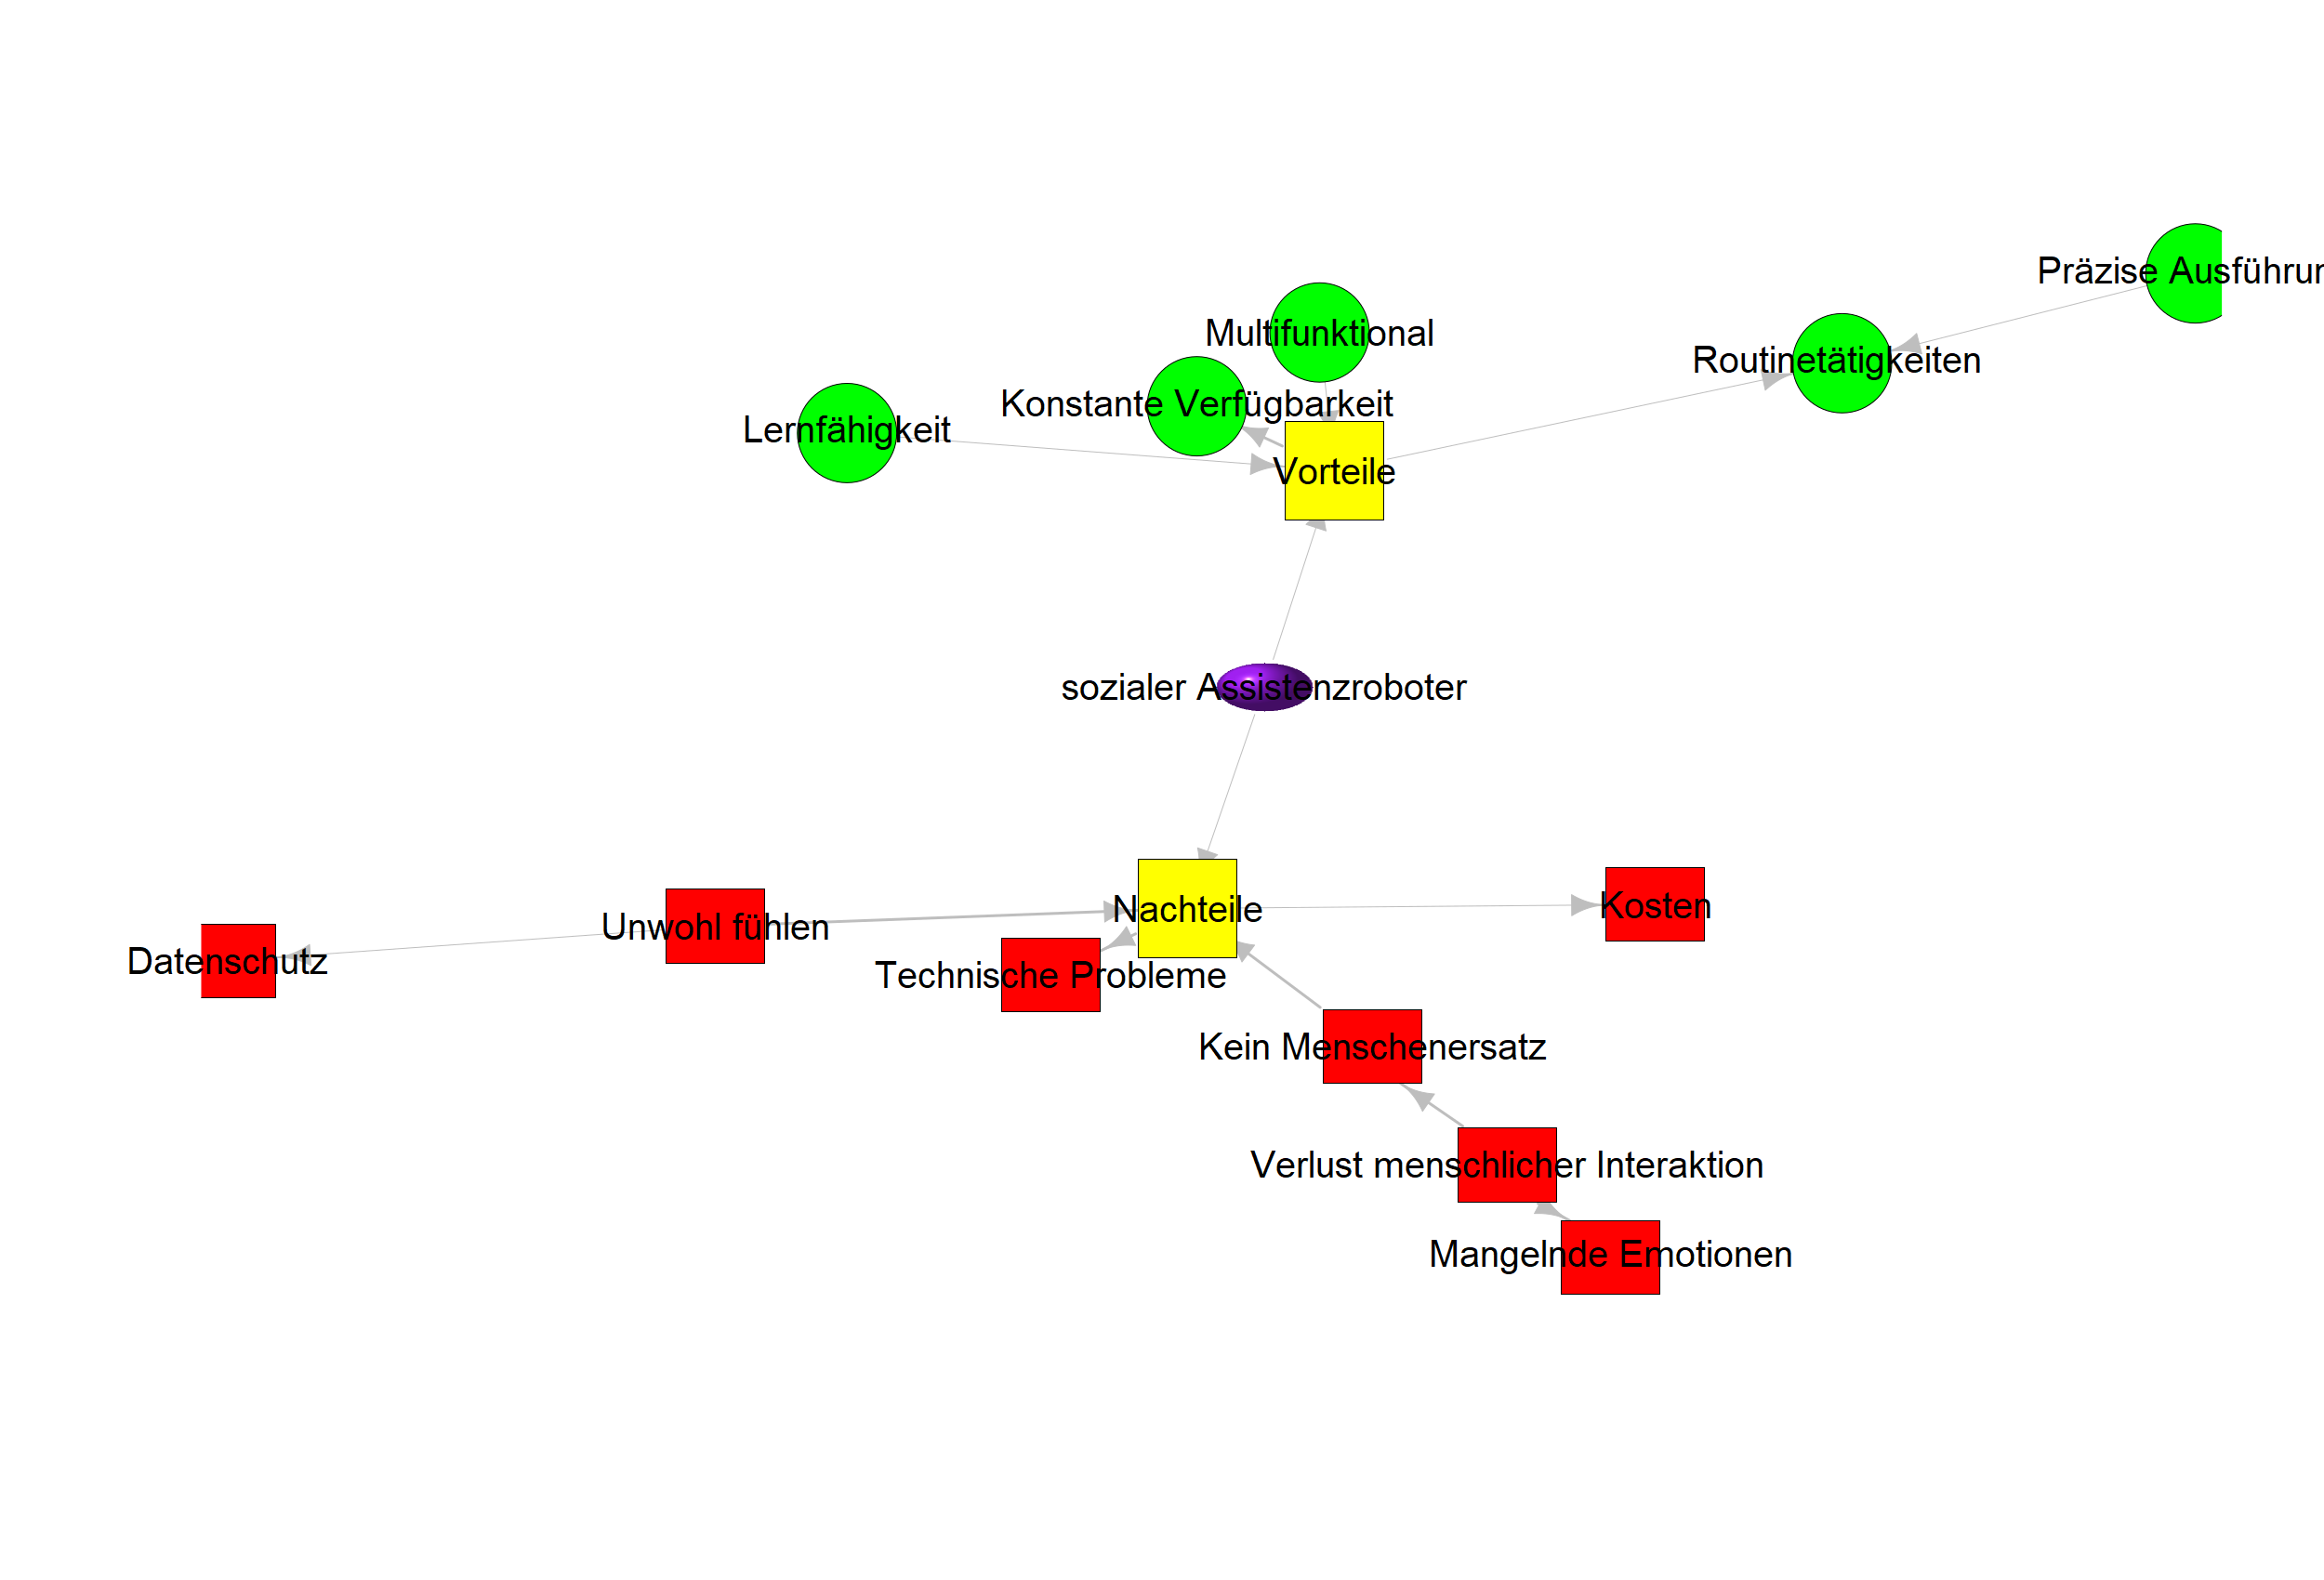 Präzise Ausführun
Multifunktional
Routinetätigkeiten
Konstante Verfügbarkeit
Lernfähigkeit
Vorteile
sozialer Assistenzroboter
Nachteile
Kosten
Unwohl fühlen
Datenschutz
Technische Probleme
Kein Menschenersatz
Verlust menschlicher Interaktion
Mangelnde Emotionen